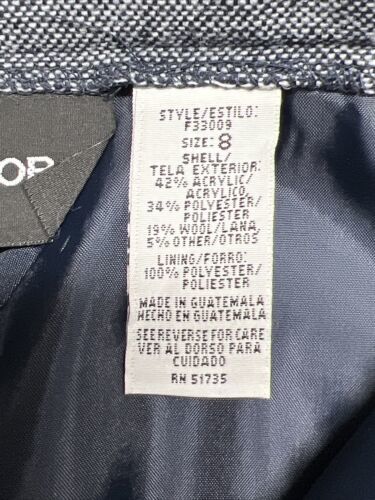 OR
STYLE/ESTILO:
F33009
SIZE: 8
SHELL/
TELA EXTERIOR:
42% ACRYLIC/
ACRÍLICO,
34% POLYESTER/
POLIESTER
19% WOOL/LANA,
5% OTHER/OTROS
LINING/FORRO:
100% POLYESTER/
POLIESTER
MADE IN GUATEMALA
HECHO EN GUATEMALA
SEE REVERSE FOR CARE
VER AL DORSO PARA
CUIDADO
RN 51735